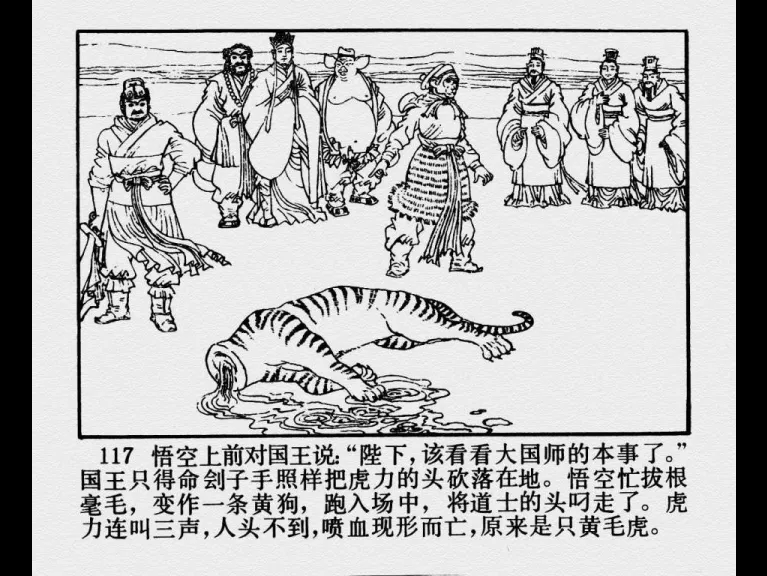 117 悟空上前对国王说:“陛下,该看看大国师的本事了。”
国王只得命刽子手照样把虎力的头砍落在地。悟空忙拔根
毫毛,变作一条黄狗,跑入场中,将道士的头叼走了。虎
力连叫三声,人头不到,喷血现形而亡,原来是只黄毛虎。